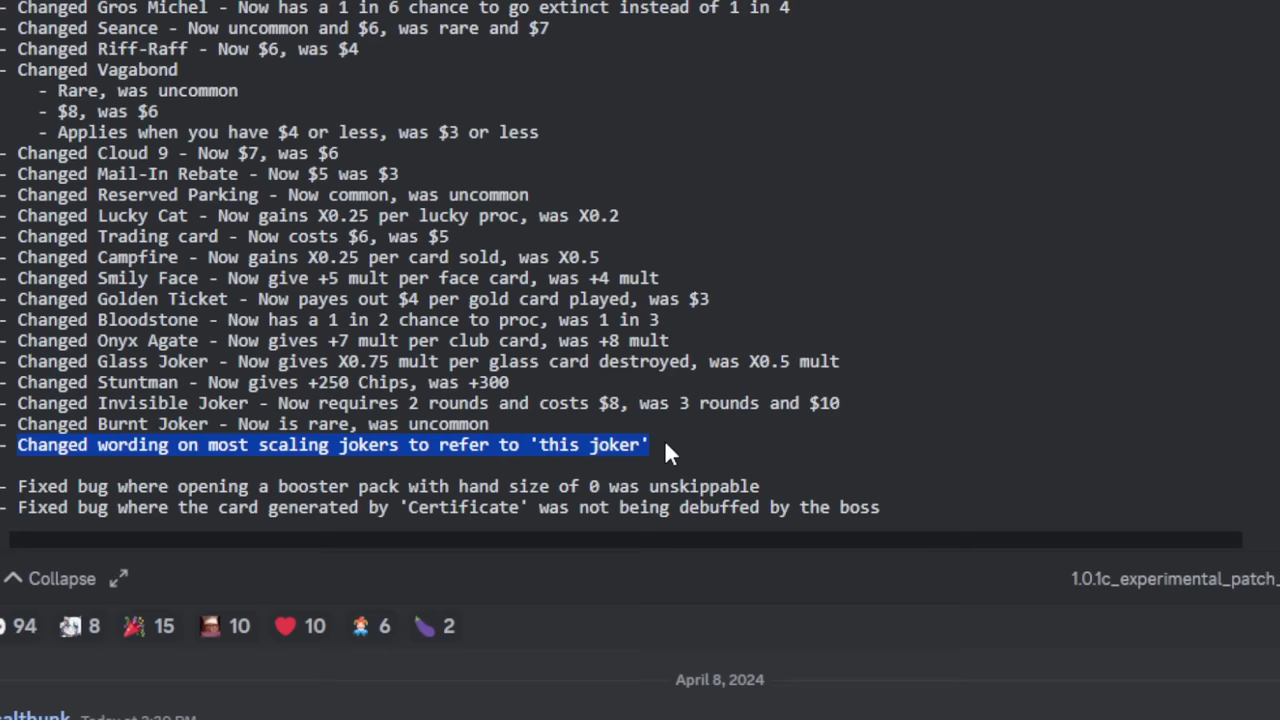 - Changed Gros Michel - Now has a 1 in 6 chance to go extinct instead of 1 in 4
- Changed Seance - Now uncommon and $6, was rare and $7
- Changed Riff-Raff - Now $6, was $4
- Changed Vagabond
- Rare, was uncommon
- $8, was $6
- Applies when you have $4 or less, was $3 or less
- Changed Cloud 9 - Now $7, was $6
- Changed Mail-In Rebate - Now $5 was $3
- Changed Reserved Parking - Now common, was uncommon
- Changed Lucky Cat - Now gains X0.25 per lucky proc, was X0.2
- Changed Trading card - Now costs $6, was $5
- Changed Campfire - Now gains X0.25 per card sold, was X0.5
- Changed Smily Face - Now give +5 mult per face card, was +4 mult
- Changed Golden Ticket - Now payes out $4 per gold card played, was $3
- Changed Bloodstone - Now has a 1 in 2 chance to proc, was 1 in 3
- Changed Onyx Agate - Now gives +7 mult per club card, was +8 mult
- Changed Glass Joker - Now gives X0.75 mult per glass card destroyed, was X0.5 mult
- Changed Stuntman - Now gives +250 Chips, was +300
- Changed Invisible Joker - Now requires 2 rounds and costs $8, was 3 rounds and $10
- Changed Burnt Joker - Now is rare, was uncommon
- Changed wording on most scaling jokers to refer to 'this joker'
- Fixed bug where opening a booster pack with hand size of 0 was unskippable
- Fixed bug where the card generated by 'Certificate' was not being debuffed by the boss
Collapse 1.0.1c_experimental_patch_
94 8 15 10 10 6 2
April 8, 2024